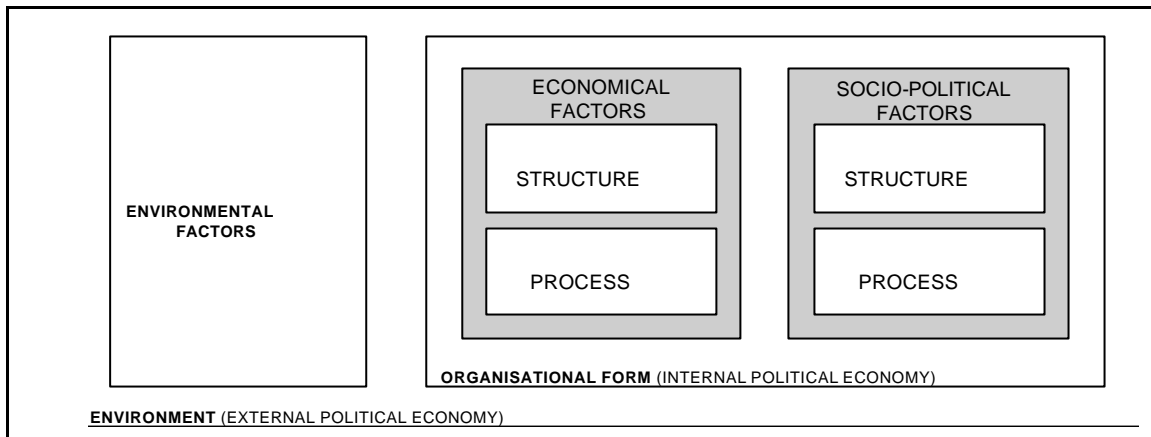 ENVIRONMENTAL
FACTORS
ECONOMICAL
FACTORS
STRUCTURE
PROCESS
SOCIO-POLITICAL
FACTORS
STRUCTURE
PROCESS
ORGANISATIONAL FORM (INTERNAL POLITICAL ECONOMY)
ENVIRONMENT (EXTERNAL POLITICAL ECONOMY)